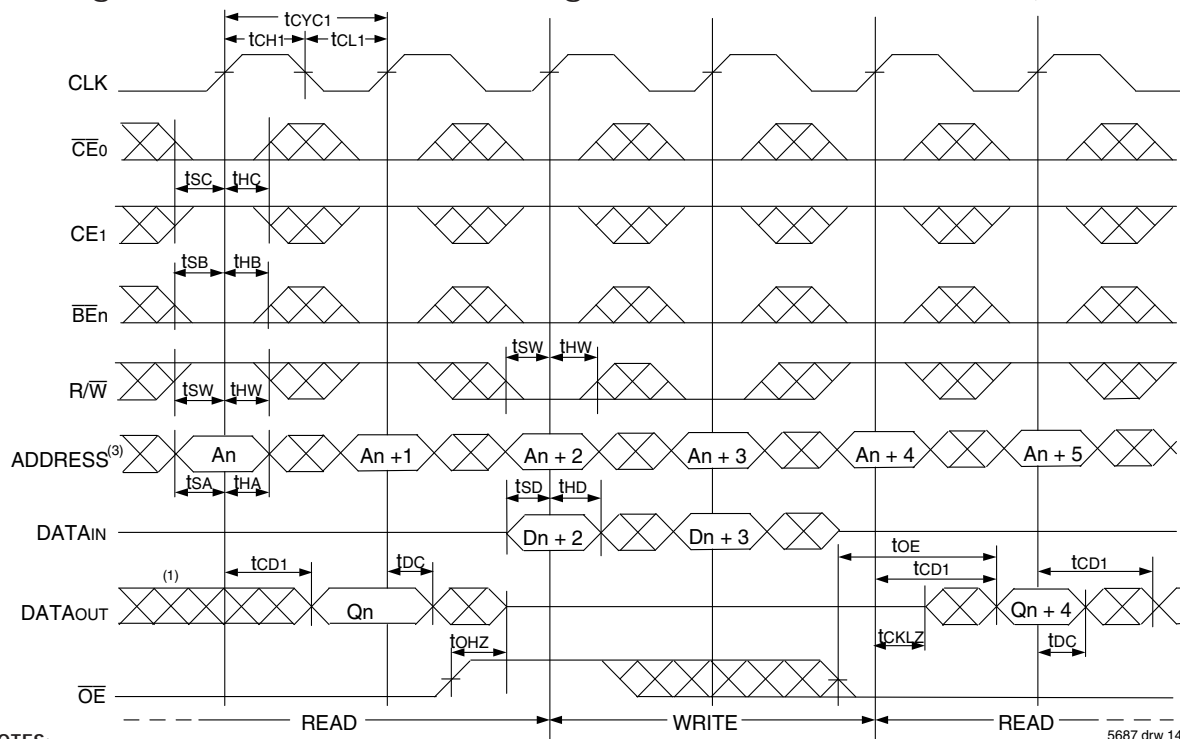 tCYC1
tCH1 tCL1
CLK
CE0
tSC tHC
CE1
tSB tHB
BEn
tSW tHW
R/W
tSW tHW
ADDRESS(3) An An +1 An + 2 An + 3 An + 4 An + 5
tSA tHA
tSD tHD
DATAIN Dn + 2 Dn + 3
tOE
(1) tCD1 tDC tCD1 tCD1
DATAOUT Qn Qn + 4
tOHZ tCKLZ tDC
OE
READ WRITE READ
5687 drw 14